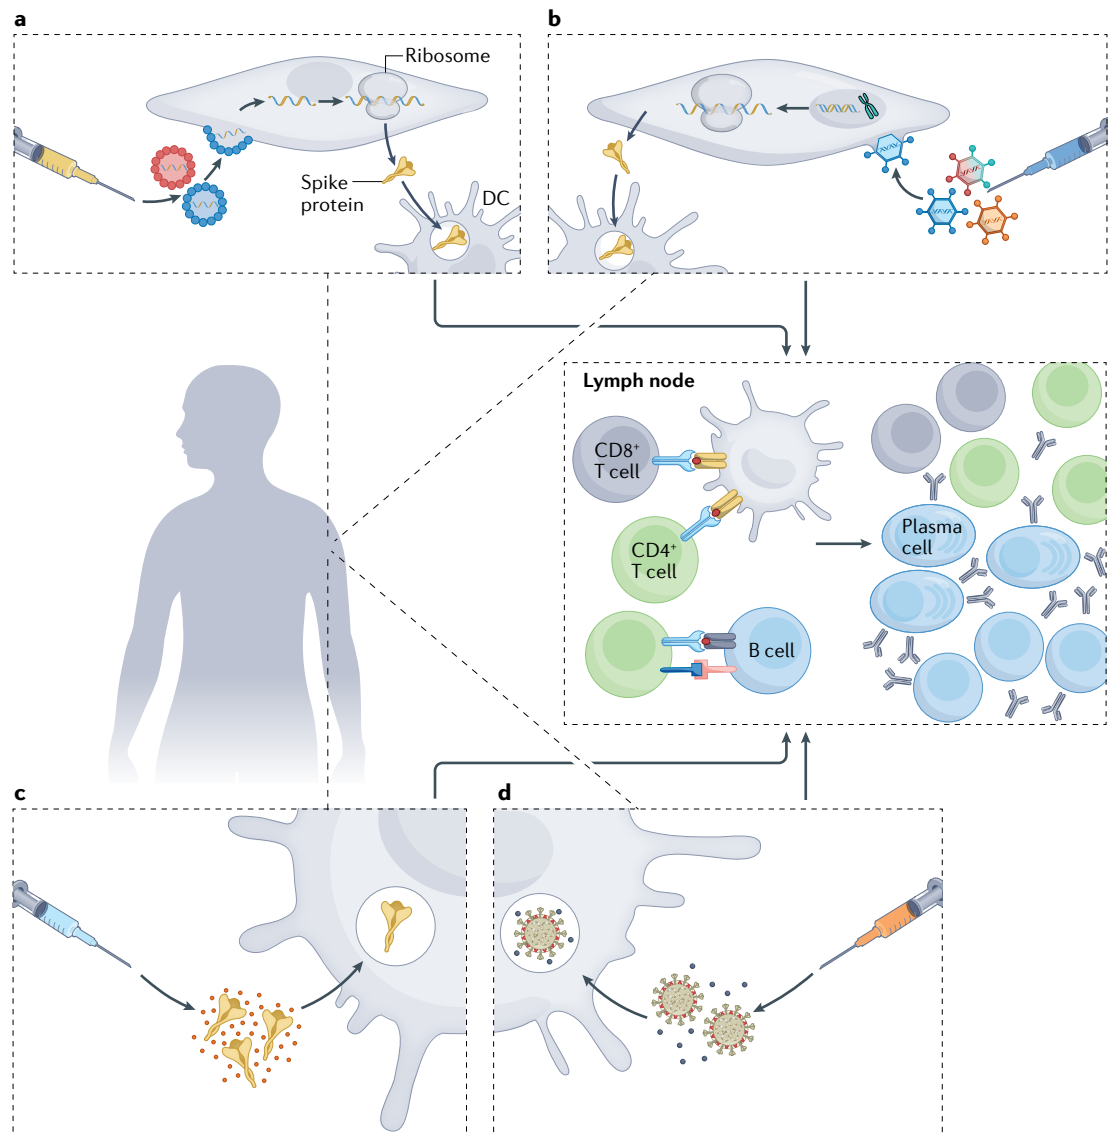 a
b
Ribosome
Spike
protein
DC
Lymph node
CD8⁺
T cell
CD4⁺
T cell
Plasma
cell
B cell
c
d